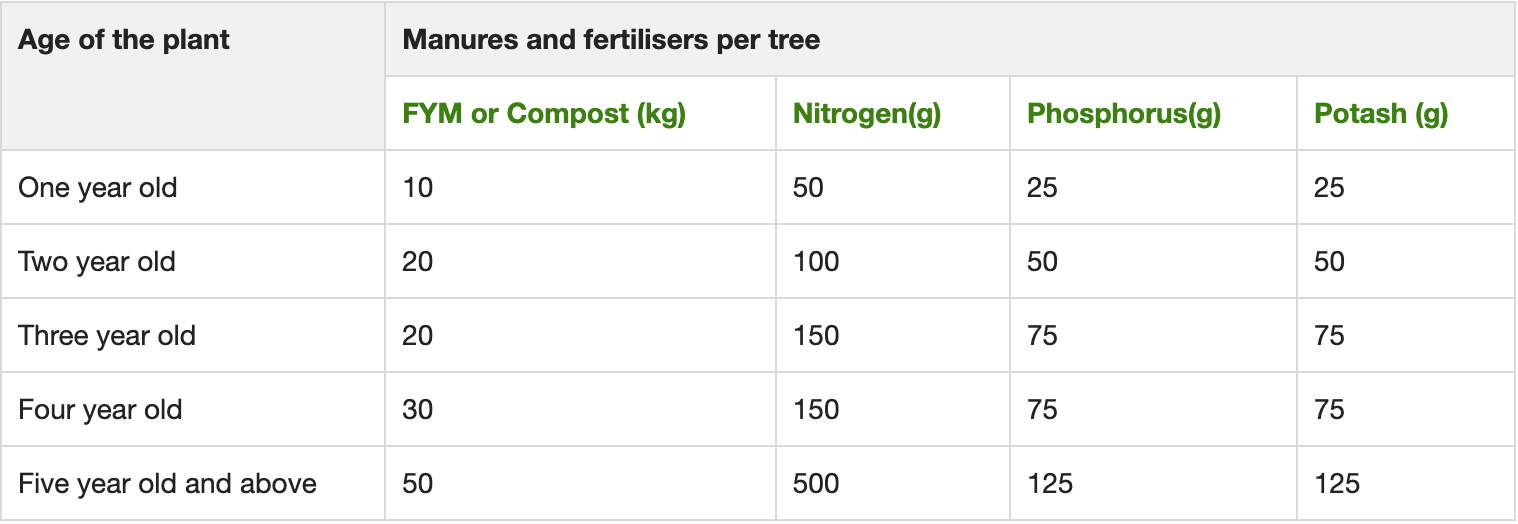 Age of the plant Manures and fertilisers per tree
FYM or Compost (kg) Nitrogen(g) Phosphorus(g) Potash (g)
One year old 10 50 25 25
Two year old 20 100 50 50
Three year old 20 150 75 75
Four year old 30 150 75 75
Five year old and above 50 500 125 125